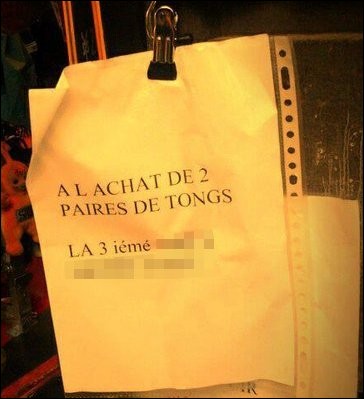 A L ACHAT DE 2
PAIRES DE TONGS
LA 3 iémé